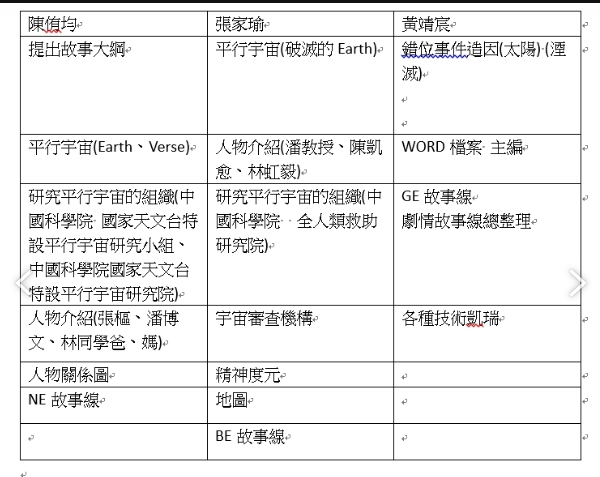 陳偵均
張家瑜
黃靖宸
提出故事大綱
平行宇宙(破滅的 Earth)
錯位事件造因(太陽) (湮
滅)
平行宇宙(Earth、Verse)
人物介紹(潘教授、陳凱
愈、林虹毅)
WORD 檔案 主編
研究平行宇宙的組織(中
國科學院 國家天文台特
設平行宇宙研究小組、
中國科學院國家天文台
特設平行宇宙研究院)
研究平行宇宙的組織(中
國科學院 全人類救助
研究院)
GE 故事線
劇情故事線總整理
人物介紹(張樞、潘博
文、林同學爸、媽)
宇宙審查機構
各種技術凱瑞
人物關係圖
精神度元
NE 故事線
地圖
BE 故事線